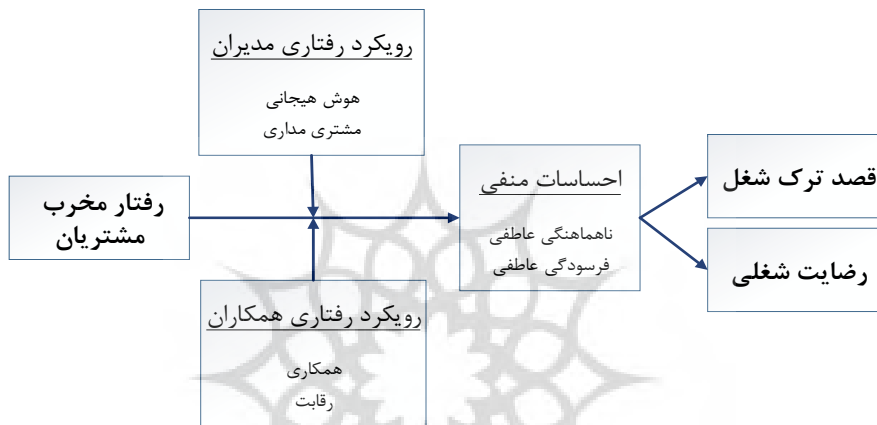 رویکرد رفتاری مدیران
هوش هیجانی
مشتری مداری
رفتار مخرب
مشتریان
احساسات منفی
ناهماهنگی عاطفی
فرسودگی عاطفی
قصد ترک شغل
رضایت شغلی
رویکرد رفتاری همکاران
همکاری
رقابت